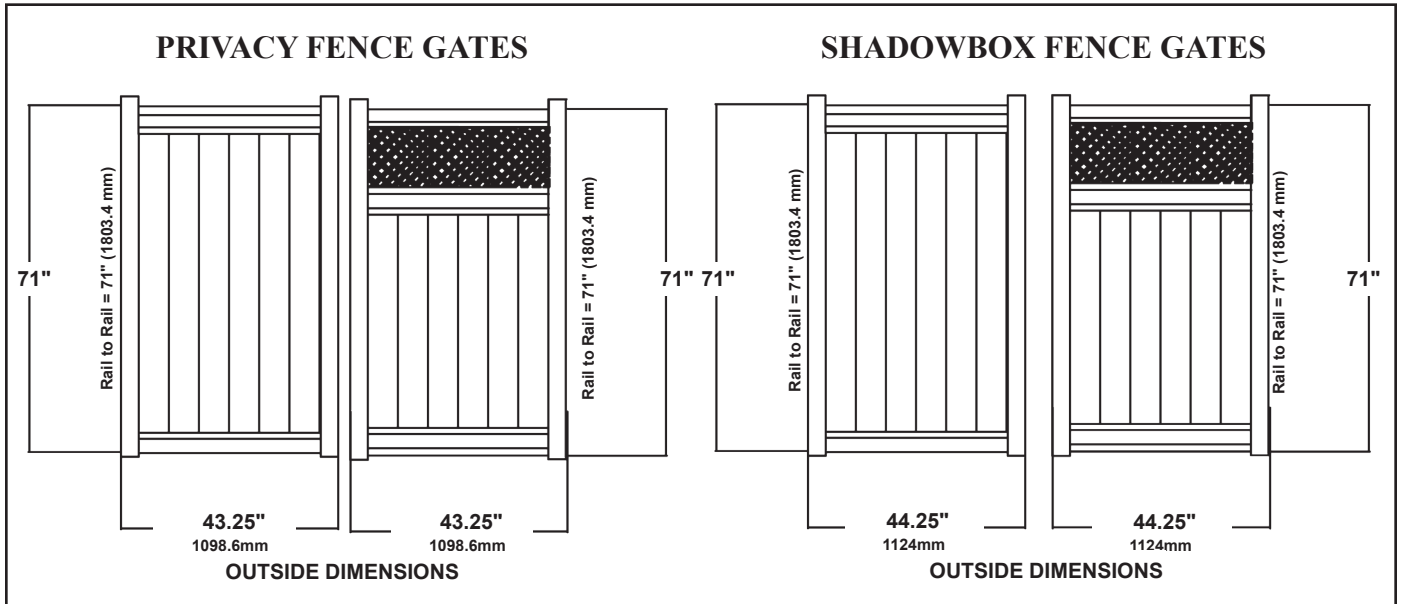 PRIVACY FENCE GATES
71"
Rail to Rail = 71" (1803.4 mm)
Rail to Rail = 71" (1803.4 mm)
71"
43.25"
1098.6mm
43.25"
1098.6mm
OUTSIDE DIMENSIONS
SHADOWBOX FENCE GATES
71"
Rail to Rail = 71" (1803.4 mm)
Rail to Rail = 71" (1803.4 mm)
71"
44.25"
1124mm
44.25"
1124mm
OUTSIDE DIMENSIONS